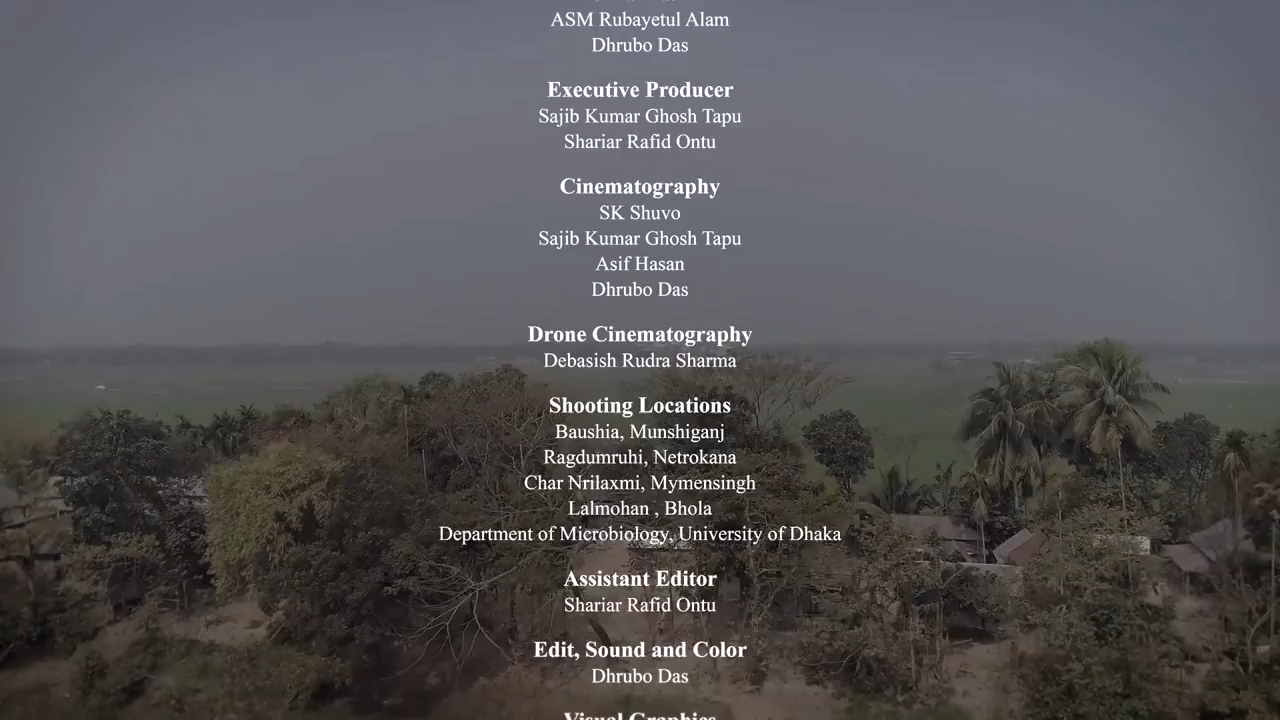 ASM Rubayetul Alam
Dhrubo Das
Executive Producer
Sajib Kumar Ghosh Tapu
Shariar Rafid Ontu
Cinematography
SK Shuvo
Sajib Kumar Ghosh Tapu
Asif Hasan
Dhrubo Das
Drone Cinematography
Debasish Rudra Sharma
Shooting Locations
Baushia, Munshiganj
Ragdumruhi, Netrokana
Char Nrilaxmi, Mymensingh
Lalmohan , Bhola
Department of Microbiology, University of Dhaka
Assistant Editor
Shariar Rafid Ontu
Edit, Sound and Color
Dhrubo Das
Visual Graphics